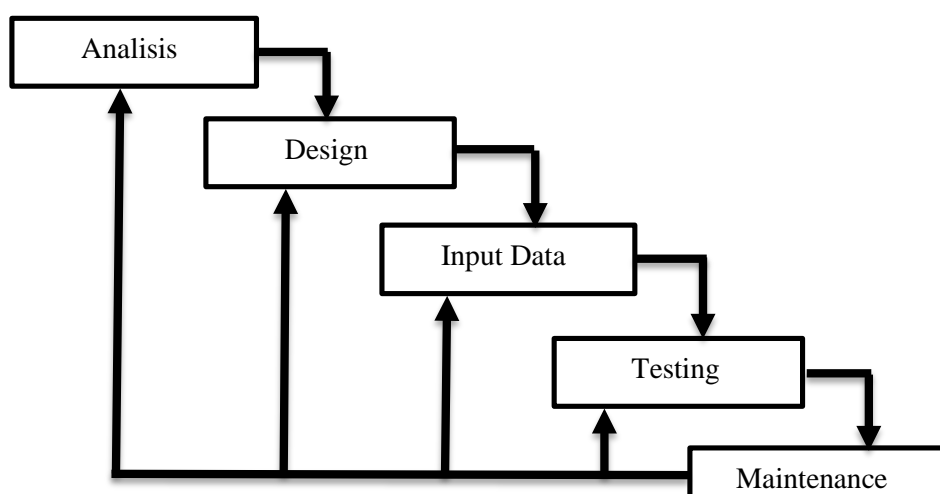 Analisis
Design
Input Data
Testing
Maintenance